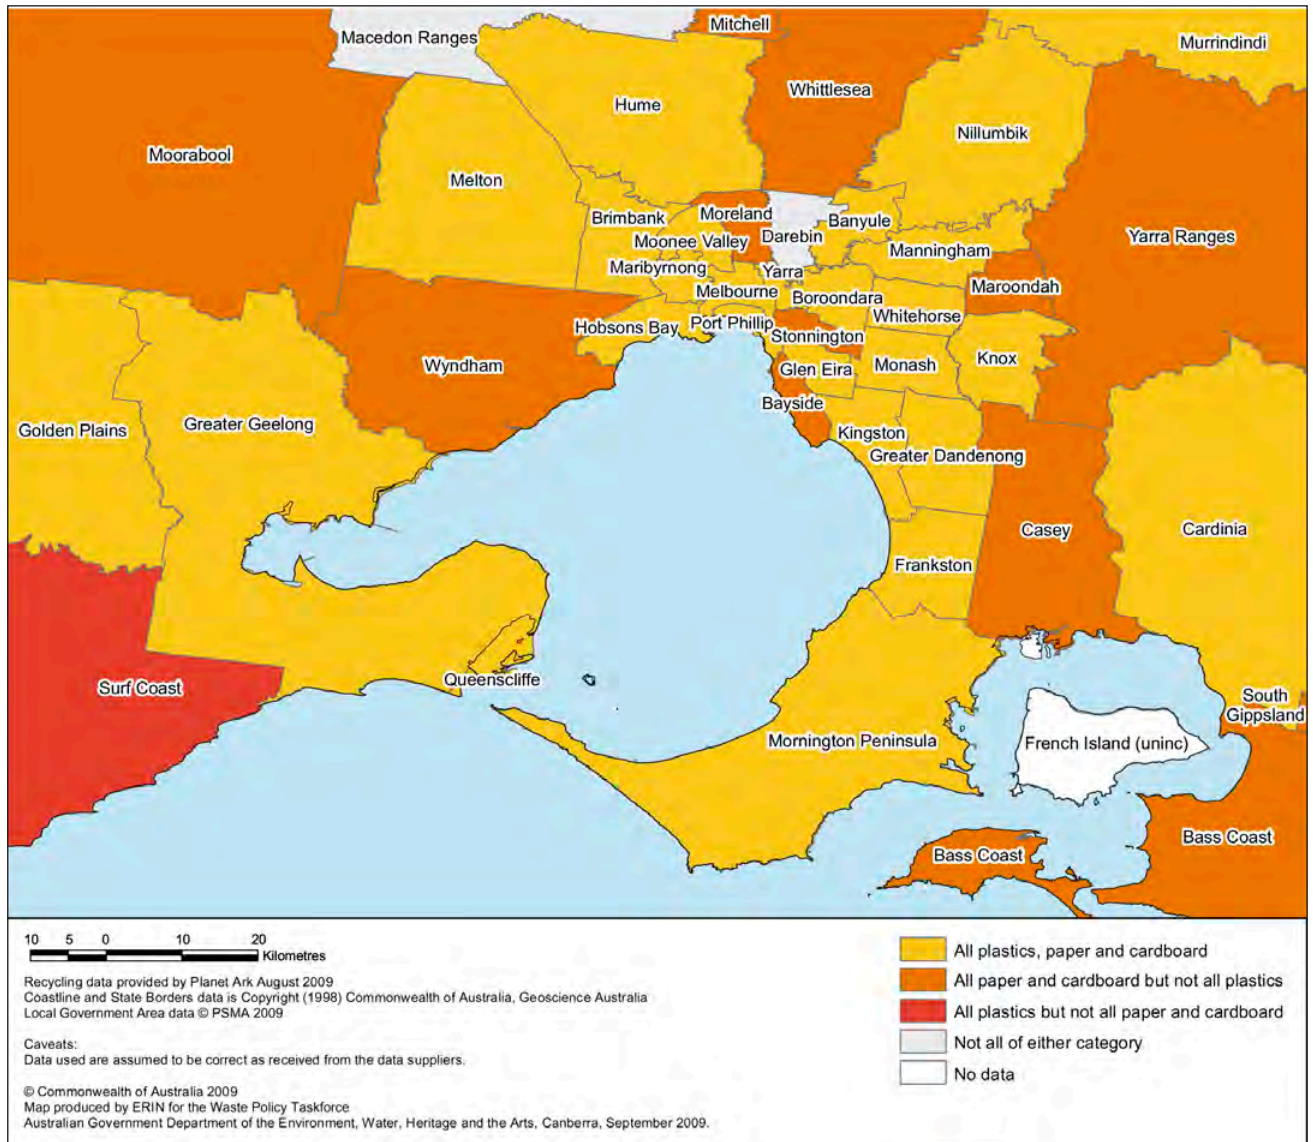 Mitchell
Macedon Ranges
Murrindindi
Whittlesea
Hume
Nillumbik
Moorabool
Melton
Moreland
Brimbank
Banyule
Darebin
Yarra Ranges
Moonee Valley
Manningham
Maribyrnong
Yarra
Maroondah
Melbourne
Boroondara
Whitehorse
Port Phillip
Hobsons Bay
Stonnington
Knox
Wyndham
Glen Eira
Monash
Bayside
Greater Geelong
Golden Plains
Kingston
Greater Dandenong
Casey
Cardinia
Frankston
Queenscliffe
Surf Coast
South
Gippsland
Mornington Peninsula
French Island (uninc)
Bass Coast
Bass Coast
10 5 0 10 20
Kilometres
Recycling data provided by Planet Ark August 2009
Coastline and State Borders data is Copyright (1998) Commonwealth of Australia, Geoscience Australia
Local Government Area data © PSMA 2009
Caveats:
Data used are assumed to be correct as received from the data suppliers.
© Commonwealth of Australia 2009
Map produced by ERIN for the Waste Policy Taskforce
Australian Government Department of the Environment, Water, Heritage and the Arts, Canberra, September 2009.
All plastics, paper and cardboard
All paper and cardboard but not all plastics
All plastics but not all paper and cardboard
Not all of either category
No data